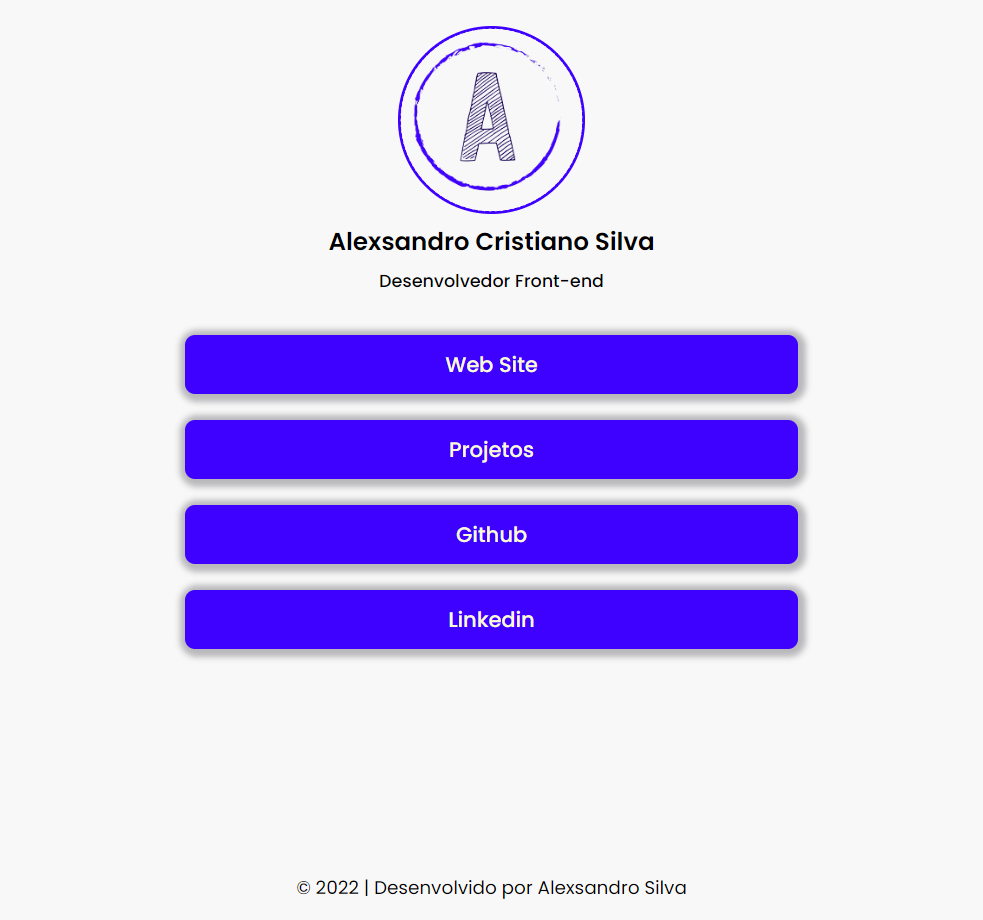 A
Alexsandro Cristiano Silva
Desenvolvedor Front-end
Web Site
Projetos
Github
Linkedin
© 2022 | Desenvolvido por Alexsandro Silva